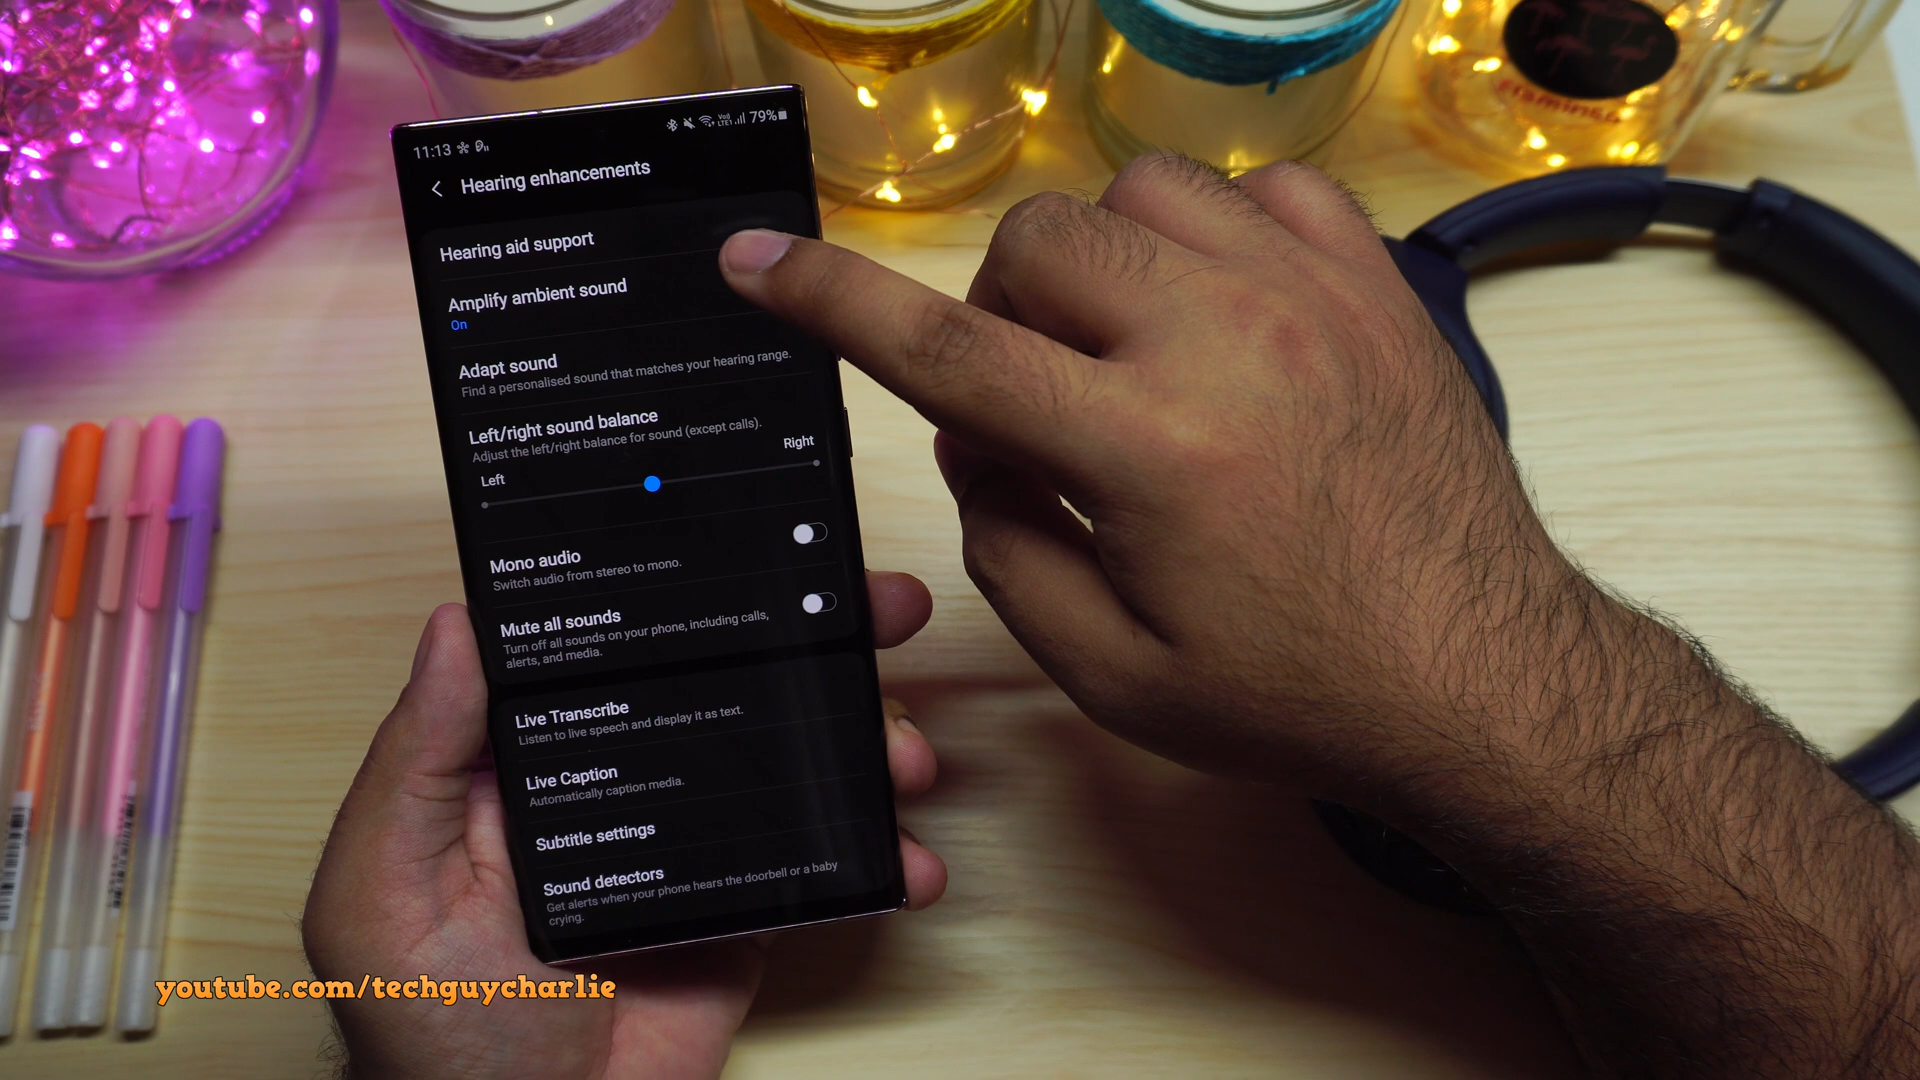 11:13
79%
Hearing enhancements
Hearing aid support
Amplify ambient sound
On
Adapt sound
Find a personalised sound that matches your hearing range.
Left/right sound balance
Adjust the left/right balance for sound (except calls).
Left
Right
Mono audio
Switch audio from stereo to mono.
Mute all sounds
Turn off all sounds on your phone, including calls,
alerts, and media.
Live Transcribe
Listen to live speech and display it as text.
Live Caption
Automatically caption media.
Subtitle settings
Sound detectors
Get alerts when your phone hears the doorbell or a baby
crying.
youtube.com/techguycharlie